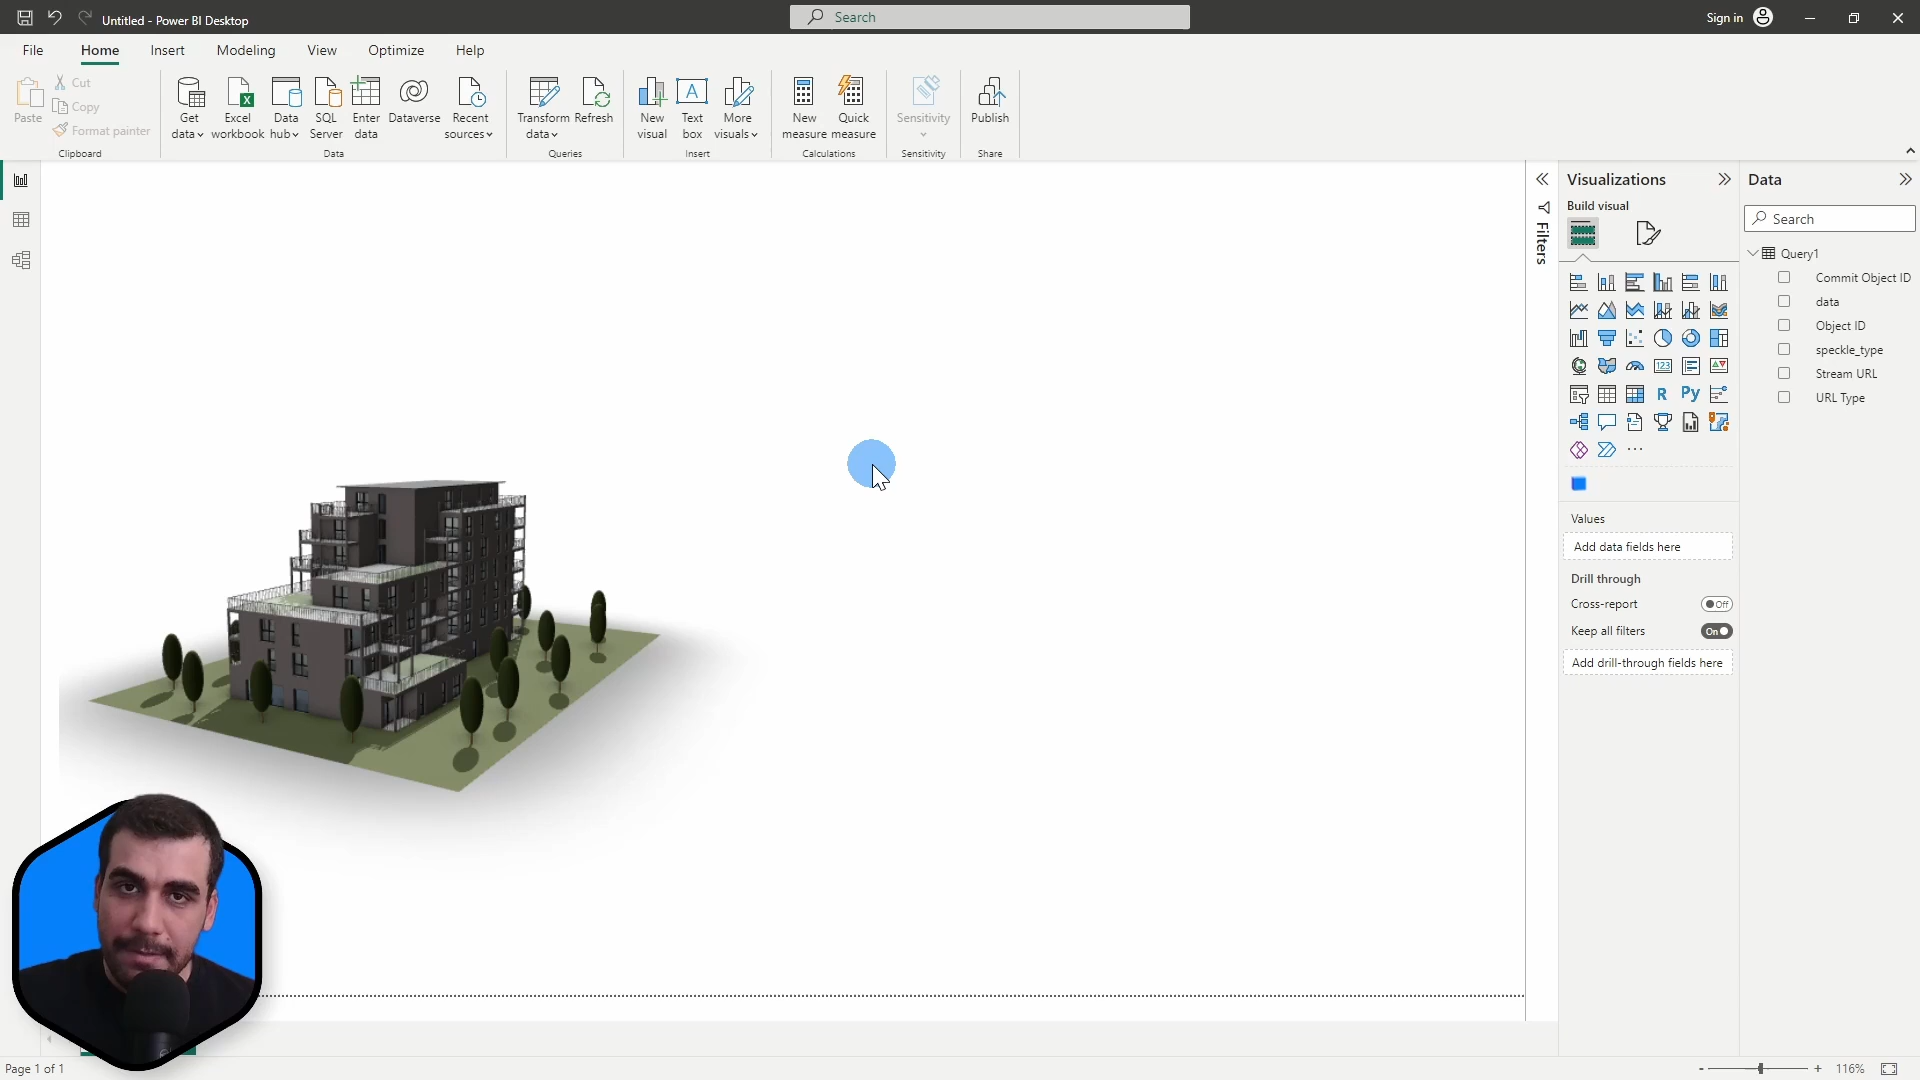 Untitled - Power BI Desktop
Search
Sign in
File
Home
Insert
Modeling
View
Optimize
Help
Paste
Cut
Copy
Format painter
Clipboard
Get data
Excel workbook
Data hub
SQL Server
Enter data
Dataverse
Recent sources
Data
Transform data
Refresh
Queries
New visual
Text box
More visuals
Insert
New measure
Quick measure
Calculations
Sensitivity
Sensitivity
Publish
Share
Filters
Visualizations
Build visual
123
R
Py
Values
Add data fields here
Drill through
Cross-report
Off
Keep all filters
On
Add drill-through fields here
Data
Search
Query1
Commit Object ID
data
Object ID
speckle_type
Stream URL
URL Type
Page 1 of 1
- + 116%